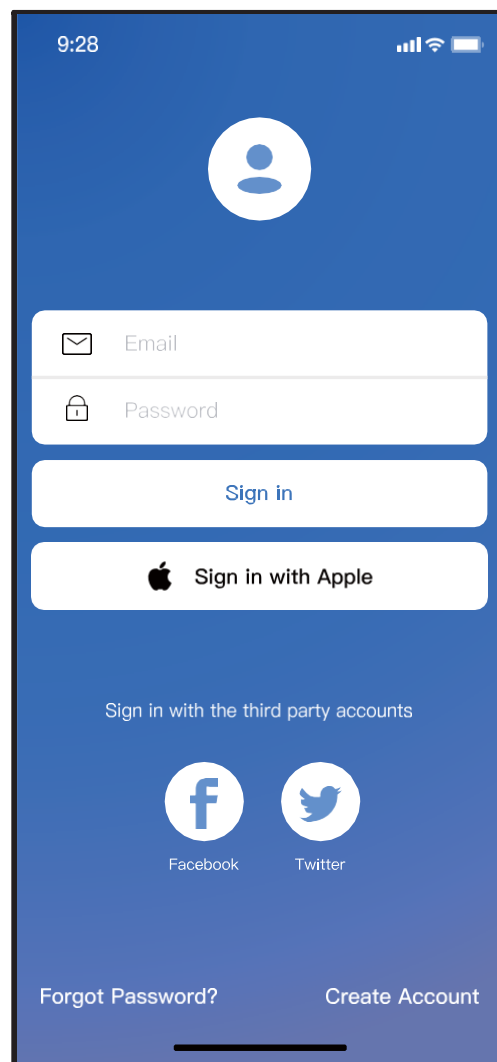 9:28
Email
Password
Sign in
Sign in with Apple
Sign in with the third party accounts
Facebook Twitter
Forgot Password? Create Account